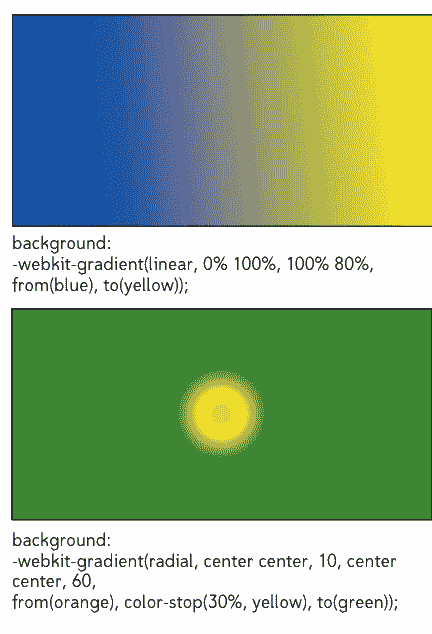 background:
-webkit-gradient(linear, 0% 100%, 100% 80%,
from(blue), to(yellow));
background:
-webkit-gradient(radial, center center, 10, center
center, 60,
from(orange), color-stop(30%, yellow), to(green));